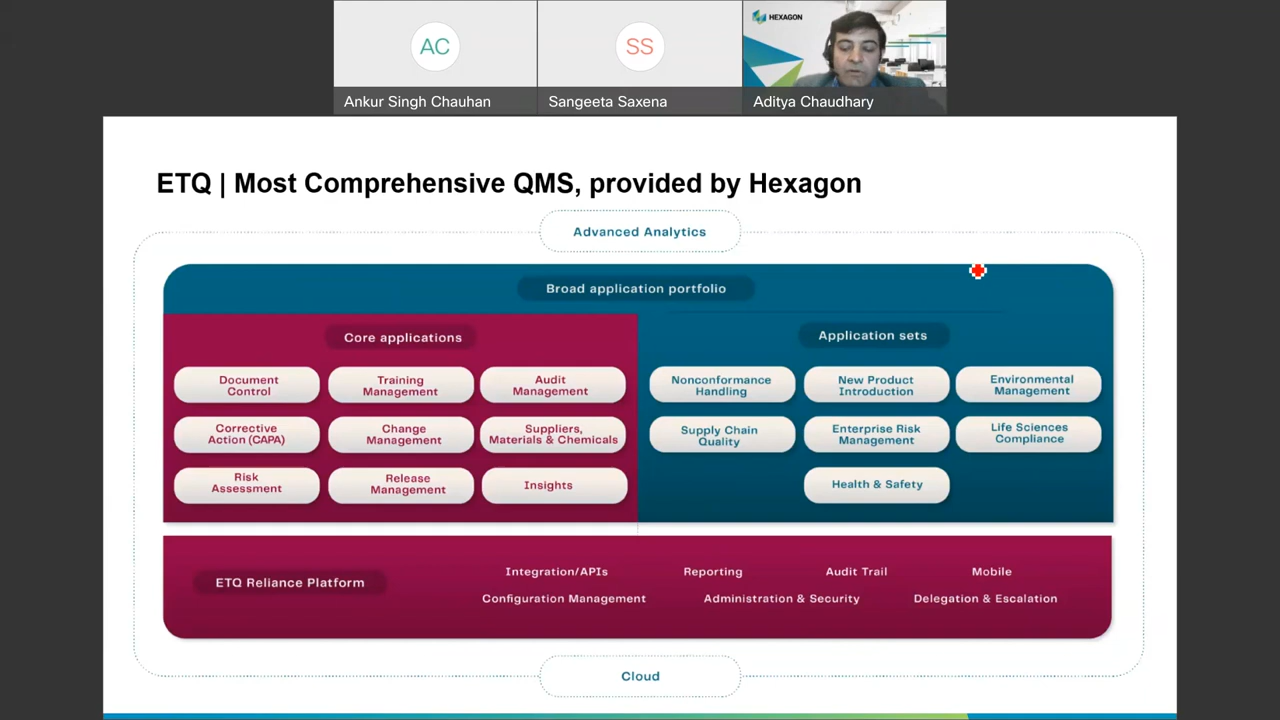 AC
SS
HEXAGON
Ankur Singh Chauhan
Sangeeta Saxena
Aditya Chaudhary
ETQ | Most Comprehensive QMS, provided by Hexagon
Advanced Analytics
Broad application portfolio
Core applications
Document
Control
Training
Management
Audit
Management
Corrective
Action (CAPA)
Change
Management
Suppliers,
Materials & Chemicals
Risk
Assessment
Release
Management
Insights
Application sets
Nonconformance
Handling
New Product
Introduction
Environmental
Management
Supply Chain
Quality
Enterprise Risk
Management
Life Sciences
Compliance
Health & Safety
ETQ Reliance Platform
Integration/APIs
Reporting
Audit Trail
Mobile
Configuration Management
Administration & Security
Delegation & Escalation
Cloud